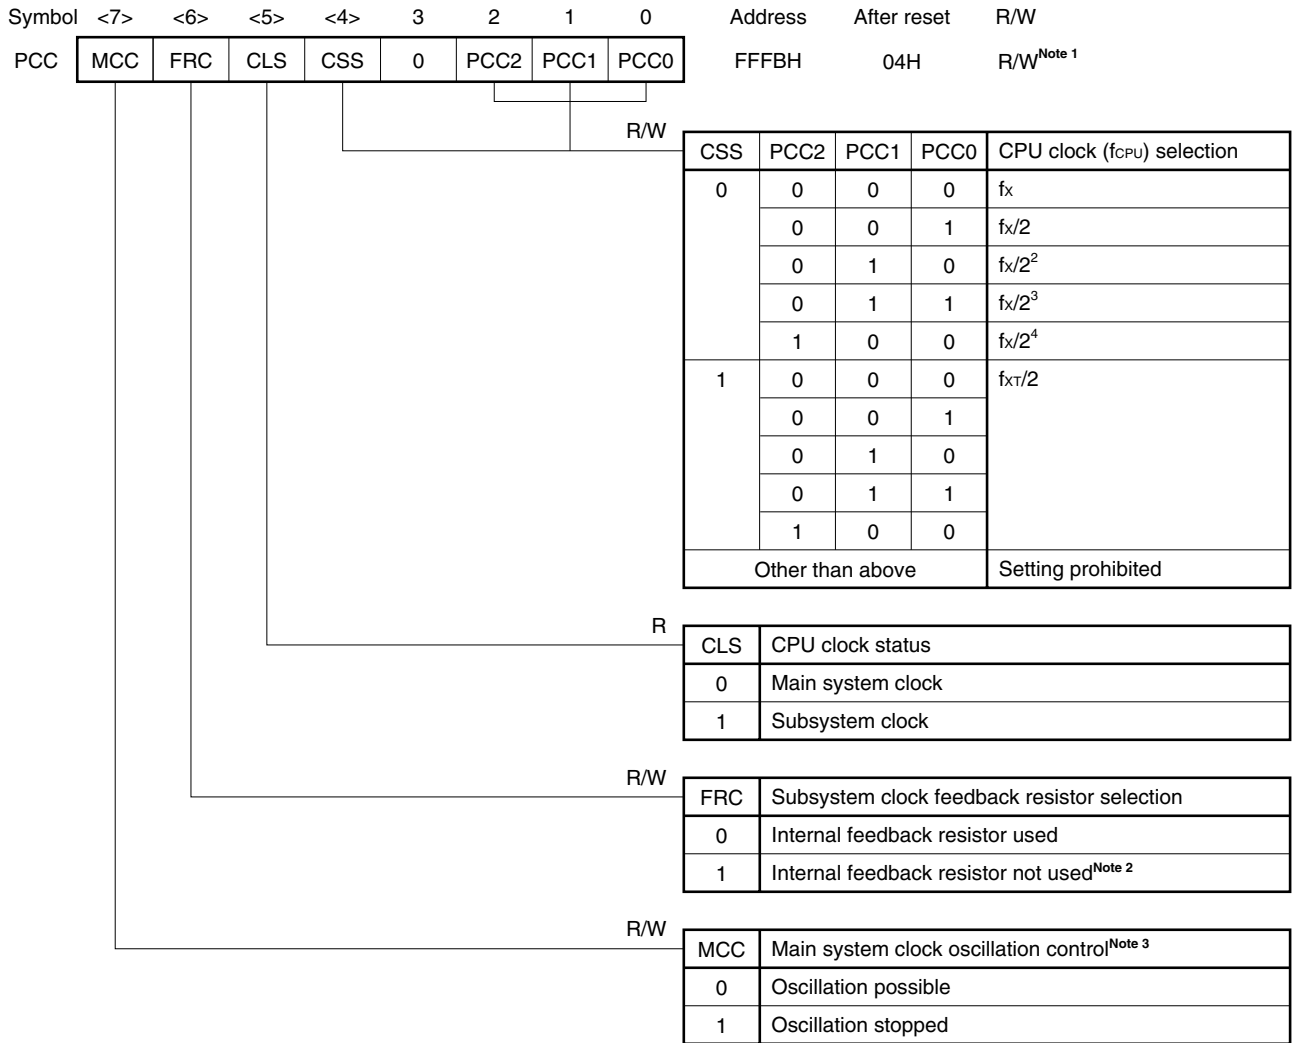 Symbol <7> <6> <5> <4> 3 2 1 0 Address After reset R/W
PCC MCC FRC CLS CSS 0 PCC2 PCC1 PCC0 FFFBH 04H R/WNote 1
R/W
CSS PCC2 PCC1 PCC0 CPU clock (fCPU) selection
0 0 0 0 fX
0 0 1 fX/2
0 1 0 fX/2²
0 1 1 fX/2³
1 0 0 fX/2⁴
1 0 0 0 fXT/2
0 0 1
0 1 0
0 1 1
1 0 0
Other than above Setting prohibited
R
CLS CPU clock status
0 Main system clock
1 Subsystem clock
R/W
FRC Subsystem clock feedback resistor selection
0 Internal feedback resistor used
1 Internal feedback resistor not usedNote 2
R/W
MCC Main system clock oscillation controlNote 3
0 Oscillation possible
1 Oscillation stopped